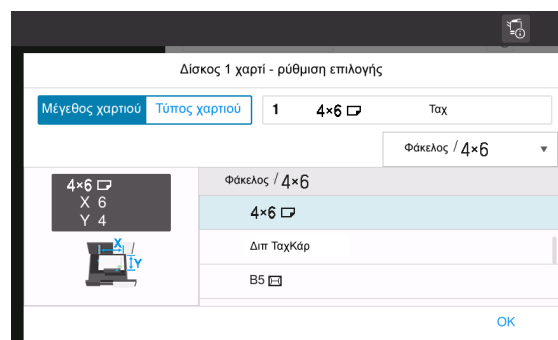 Δίσκος 1 χαρτί - ρύθμιση επιλογής
Μέγεθος χαρτιού Τύπος χαρτιού 1 4×6 Ταχ
Φάκελος / 4×6
4×6
X 6
Y 4
X
Y
Φάκελος / 4×6
4×6
Διπ ΤαχΚάρ
B5
OK